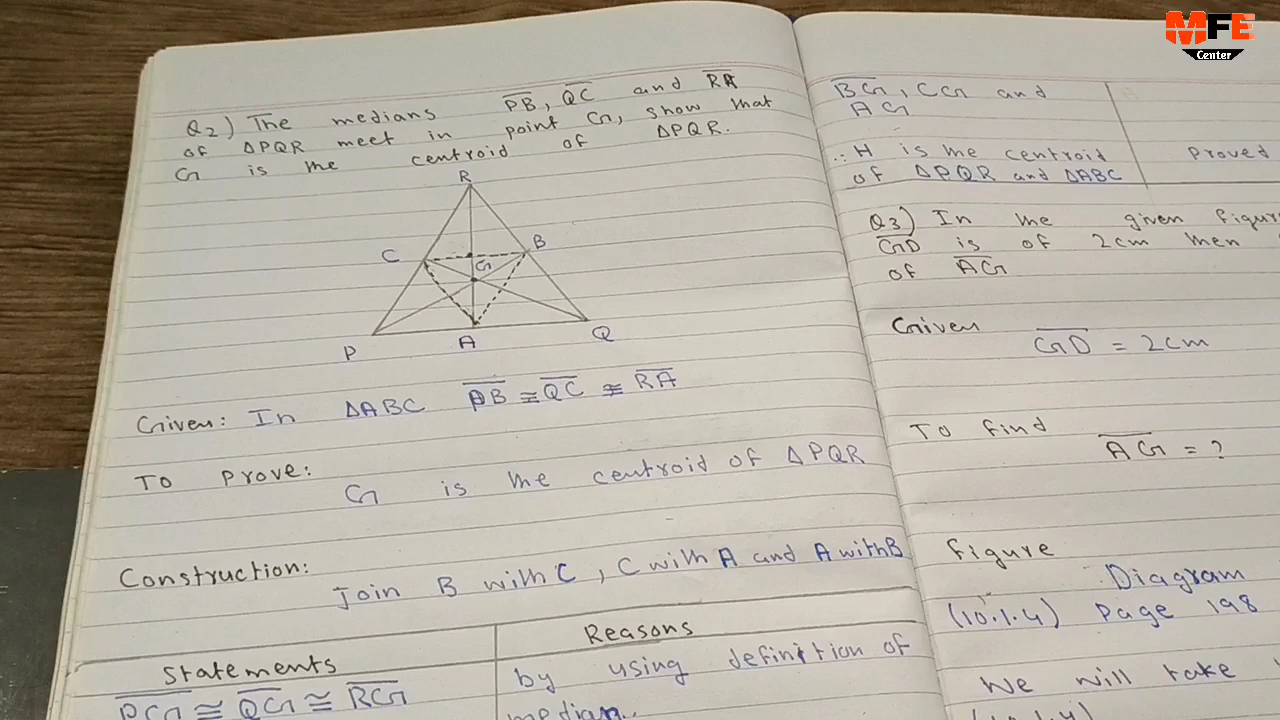 MFE
Center
Q2) The medians PB, QC and RA
of ΔPQR meet in point G, show that
G is the centroid of ΔPQR.
R
C
B
G
P
A
Q
Given: In ΔABC PB ≅ QC ≅ RA
To Prove:
G is the centroid of ΔPQR
Construction:
Join B with C, C with A and A with B
Statements
Reasons
PG ≅ QG ≅ RG
by using definition of
median.
BG, CG and
AG
∴ H is the centroid
of ΔPQR and ΔABC
Proved
Q3) In the given figure
GD is of 2cm then
of AG
Given
GD = 2cm
To find
AG = ?
figure
Diagram
(10.1.4) Page 198
We will take
(10.1.4)